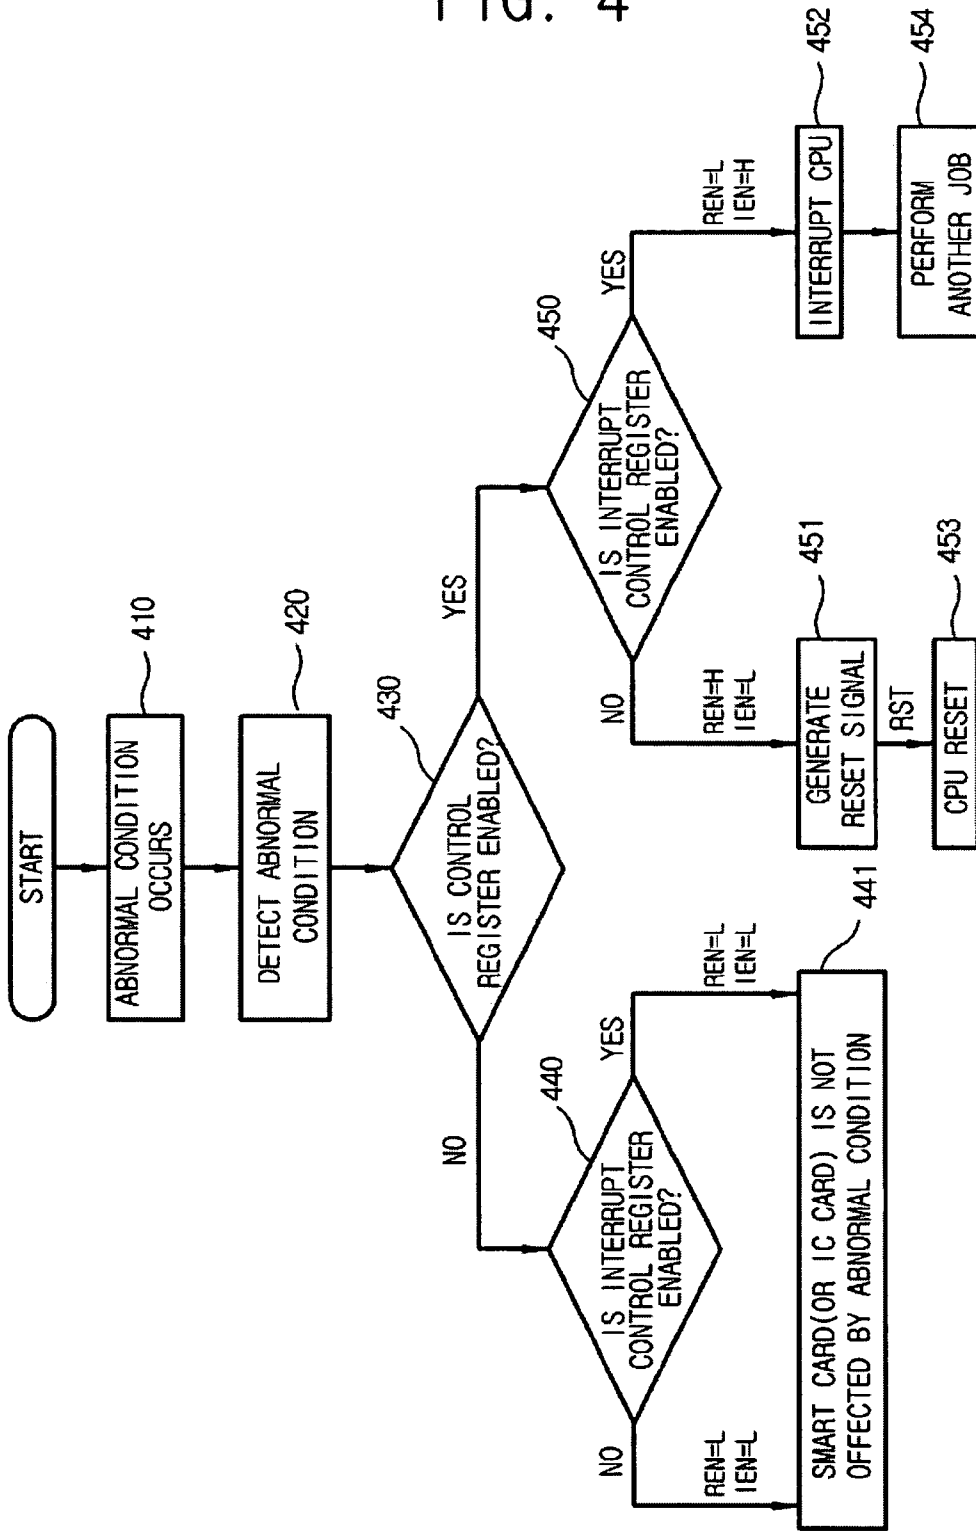 Fig. 4
START
ABNORMAL CONDITION
OCCURS
410
DETECT ABNORMAL
CONDITION
420
IS CONTROL
REGISTER ENABLED?
430
NO
YES
IS INTERRUPT
CONTROL REGISTER
ENABLED?
440
IS INTERRUPT
CONTROL REGISTER
ENABLED?
450
NO
REN=L
IEN=L
YES
REN=L
IEN=L
NO
REN=H
IEN=L
YES
REN=L
IEN=H
SMART CARD(OR IC CARD) IS NOT
OFFECTED BY ABNORMAL CONDITION
441
GENERATE
RESET SIGNAL
451
INTERRUPT CPU
452
RST
CPU RESET
453
PERFORM
ANOTHER JOB
454